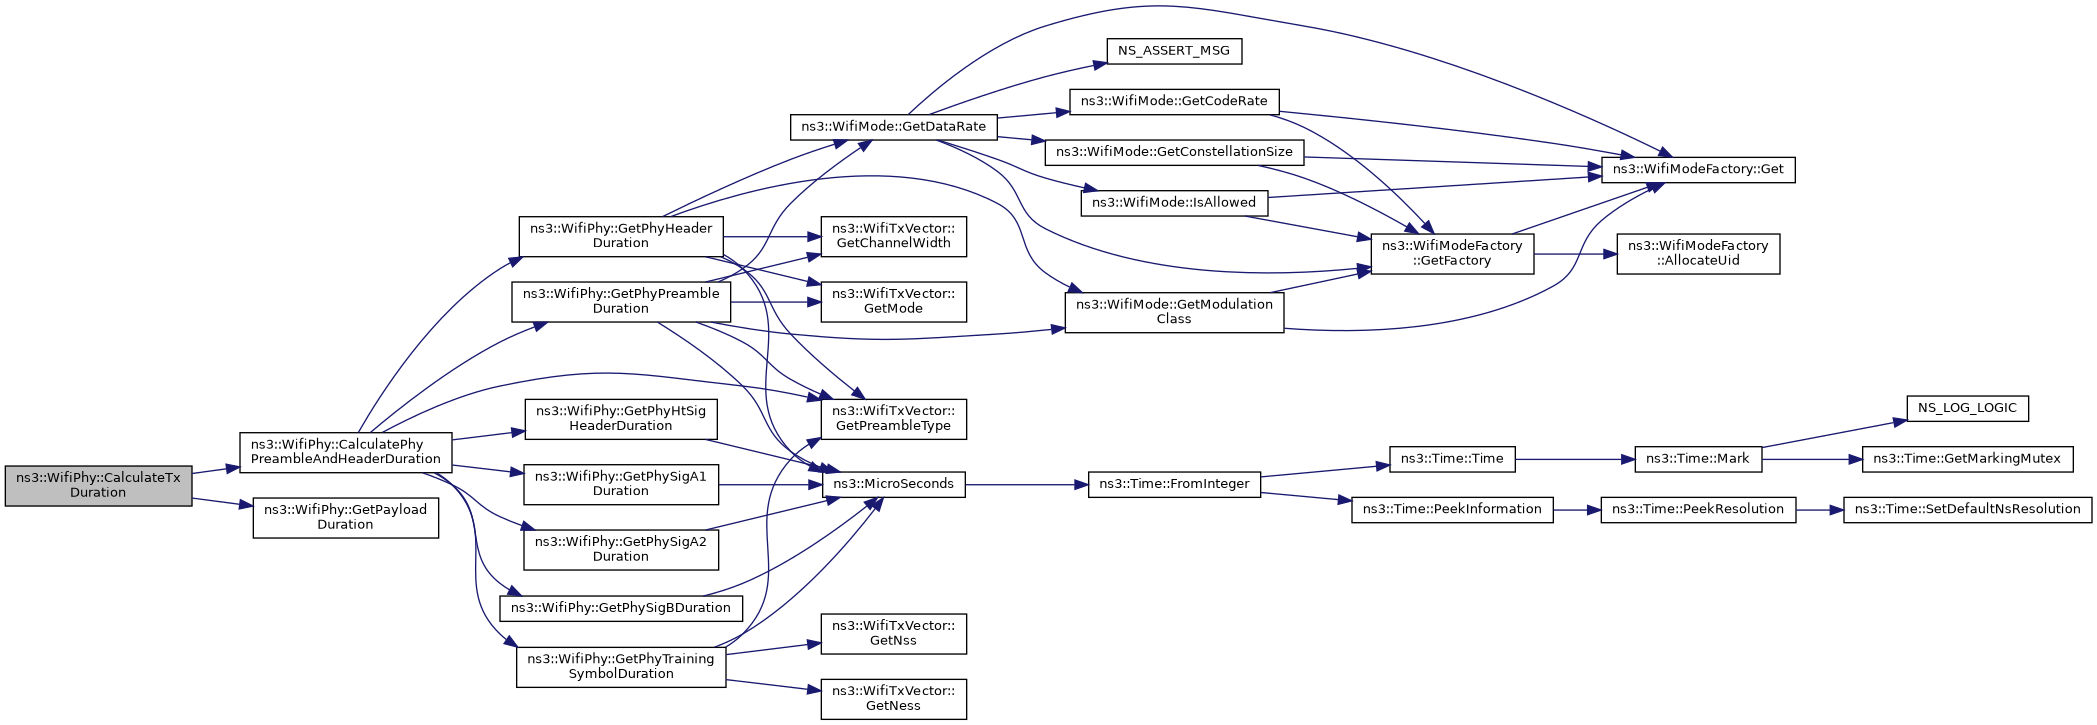 ns3::WifiPhy::CalculateTx
Duration
ns3::WifiPhy::CalculatePhy
PreambleAndHeaderDuration
ns3::WifiPhy::GetPayload
Duration
ns3::WifiPhy::GetPhyHeader
Duration
ns3::WifiPhy::GetPhyPreamble
Duration
ns3::WifiPhy::GetPhyHtSig
HeaderDuration
ns3::WifiPhy::GetPhySigA1
Duration
ns3::WifiPhy::GetPhySigA2
Duration
ns3::WifiPhy::GetPhySigBDuration
ns3::WifiPhy::GetPhyTraining
SymbolDuration
ns3::WifiMode::GetDataRate
ns3::WifiTxVector::
GetChannelWidth
ns3::WifiTxVector::
GetMode
ns3::WifiTxVector::
GetPreambleType
ns3::MicroSeconds
ns3::WifiTxVector::
GetNss
ns3::WifiTxVector::
GetNess
NS_ASSERT_MSG
ns3::WifiMode::GetCodeRate
ns3::WifiMode::GetConstellationSize
ns3::WifiMode::IsAllowed
ns3::WifiMode::GetModulation
Class
ns3::Time::FromInteger
ns3::WifiModeFactory
::GetFactory
ns3::Time::Time
ns3::Time::PeekInformation
ns3::WifiModeFactory::Get
ns3::WifiModeFactory
::AllocateUid
ns3::Time::Mark
ns3::Time::PeekResolution
NS_LOG_LOGIC
ns3::Time::GetMarkingMutex
ns3::Time::SetDefaultNsResolution